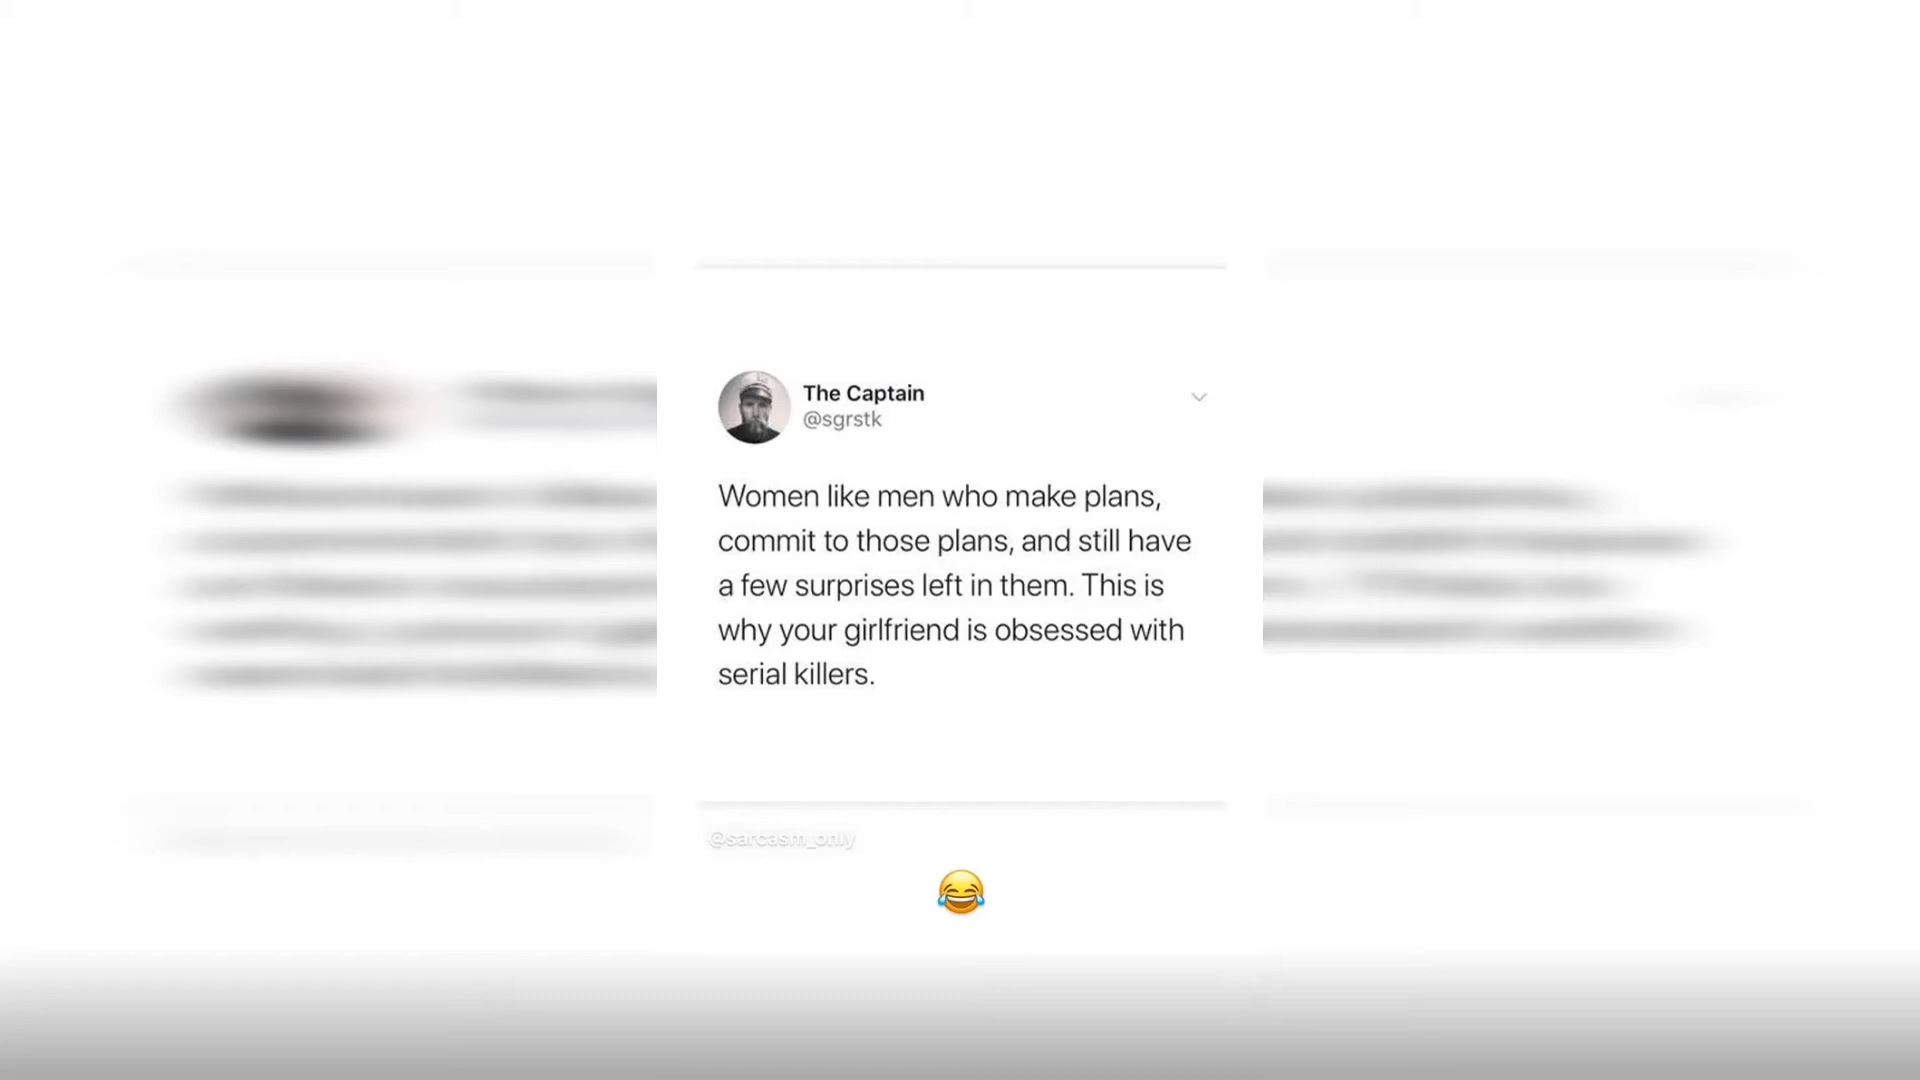 The Captain
@sgrstk
Women like men who make plans,
commit to those plans, and still have
a few surprises left in them. This is
why your girlfriend is obsessed with
serial killers.
@sarcasm_only